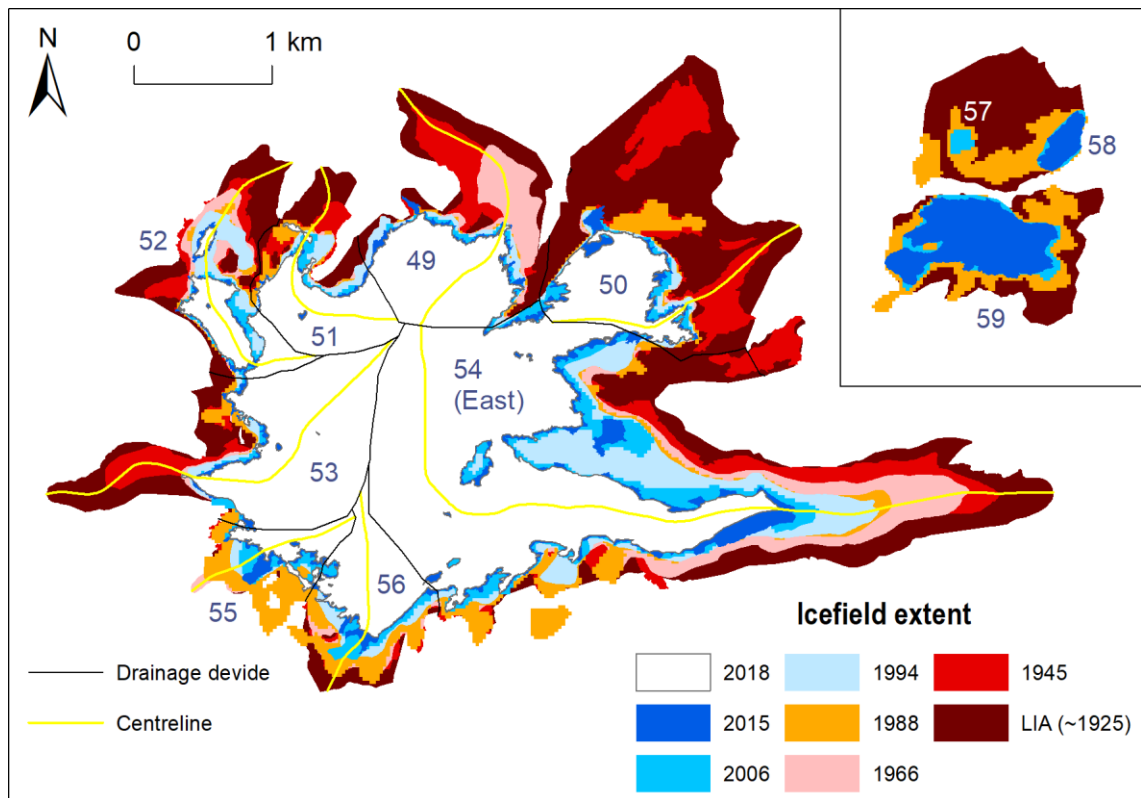 N
0 1 km
57
58
59
52
49
50
51
54
(East)
53
56
55
Icefield extent
Drainage devide
Centreline
2018
2015
2006
1994
1988
1966
1945
LIA (~1925)